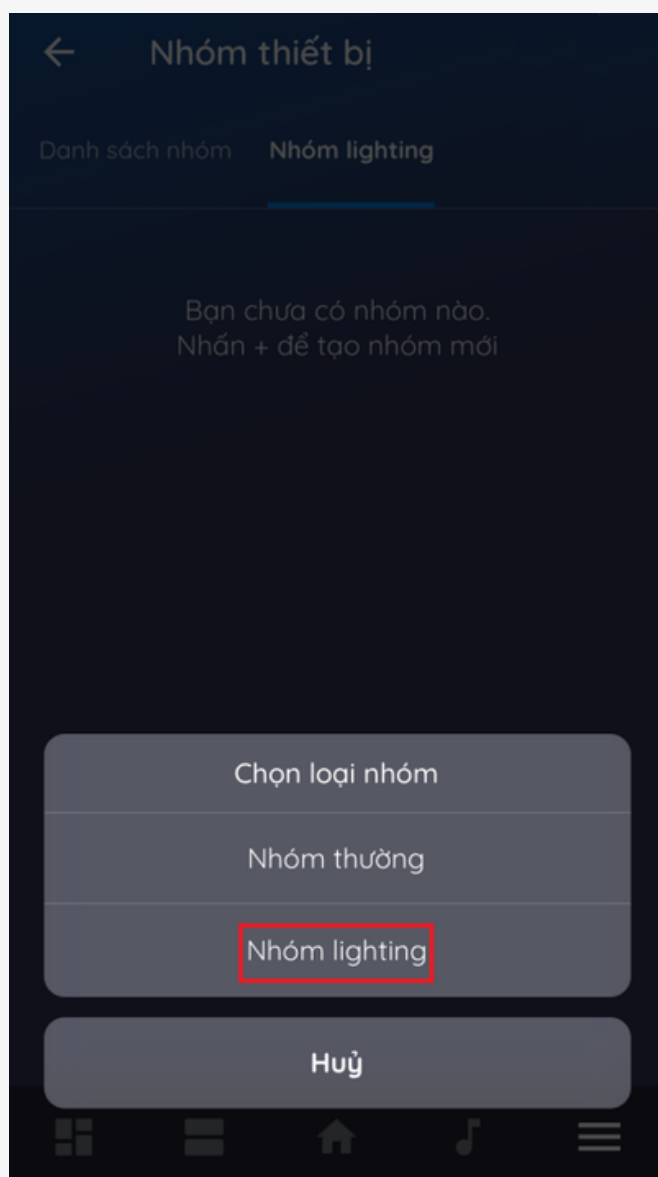 Nhóm thiết bị
Danh sách nhóm Nhóm lighting
Bạn chưa có nhóm nào.
Nhấn + để tạo nhóm mới
Chọn loại nhóm
Nhóm thường
Nhóm lighting
Huỷ